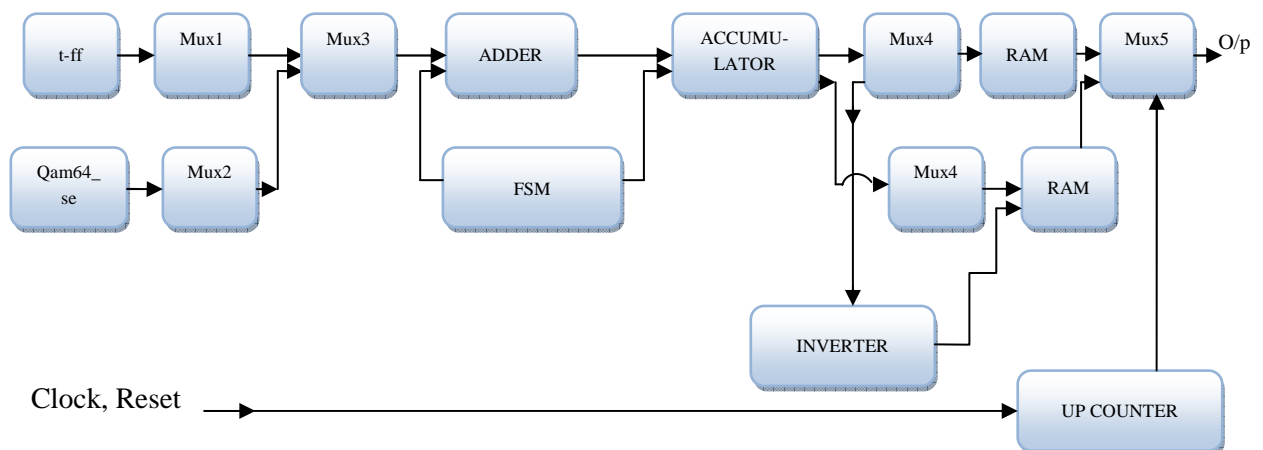 t-ff
Mux1
Mux3
ADDER
ACCUMU-
LATOR
Mux4
RAM
Mux5
O/p
Qam64_
se
Mux2
FSM
Mux4
RAM
INVERTER
Clock, Reset
UP COUNTER